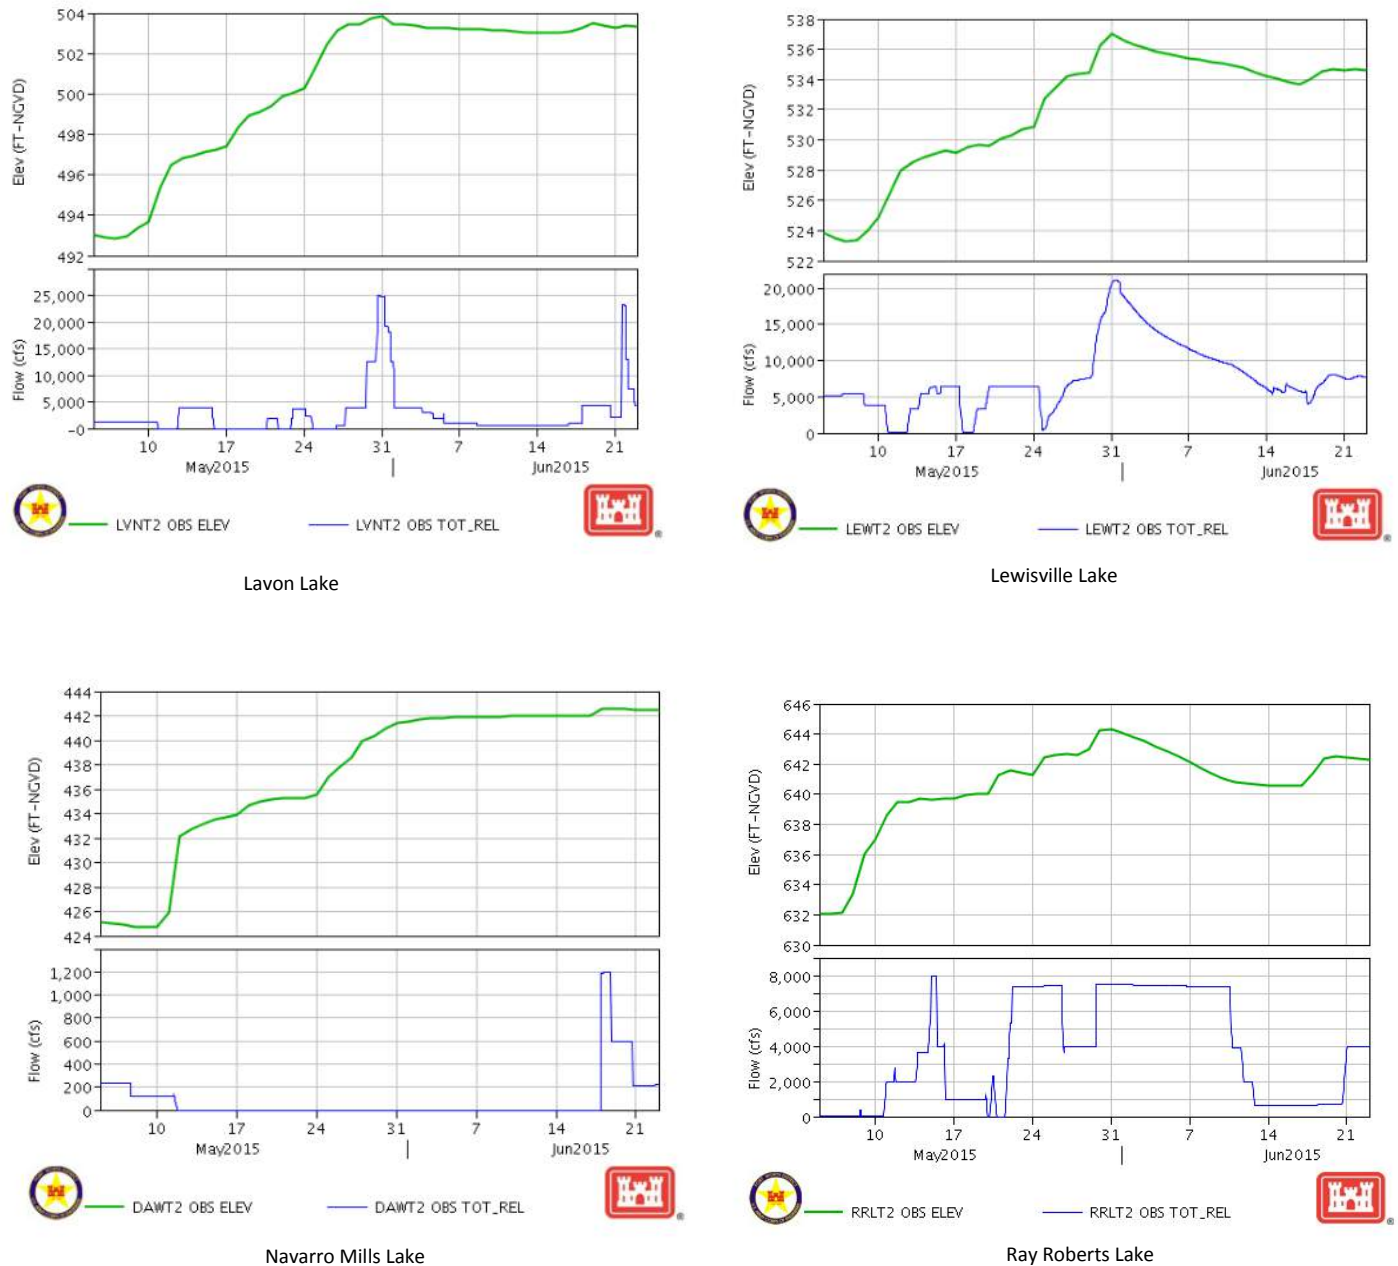 504
502
500
498
496
494
492
Elev (FT-NGVD)
25,000
20,000
15,000
10,000
5,000
-0
Flow (cfs)
10 17 24 31 7 14 21
May2015 | Jun2015
LVNT2 OBS ELEV LVNT2 OBS TOT_REL
Lavon Lake
538
536
534
532
530
528
526
524
522
Elev (FT-NGVD)
20,000
15,000
10,000
5,000
0
Flow (cfs)
10 17 24 31 7 14 21
May2015 | Jun2015
LEWT2 OBS ELEV LEWT2 OBS TOT_REL
Lewisville Lake
444
442
440
438
436
434
432
430
428
426
424
Elev (FT-NGVD)
1,200
1,000
800
600
400
200
0
Flow (cfs)
10 17 24 31 7 14 21
May2015 | Jun2015
DAWT2 OBS ELEV DAWT2 OBS TOT_REL
Navarro Mills Lake
646
644
642
640
638
636
634
632
630
Elev (FT-NGVD)
8,000
6,000
4,000
2,000
0
Flow (cfs)
10 17 24 31 7 14 21
May2015 | Jun2015
RRLT2 OBS ELEV RRLT2 OBS TOT_REL
Ray Roberts Lake